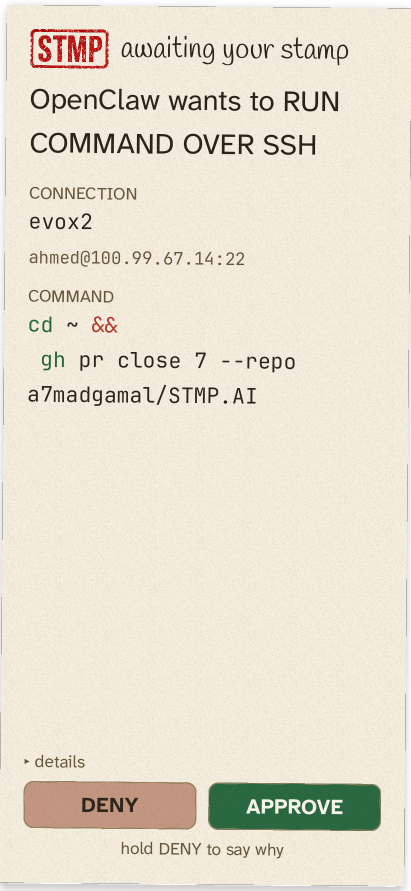 STMP awaiting your stamp
OpenClaw wants to RUN
COMMAND OVER SSH
CONNECTION
evox2
ahmed@100.99.67.14:22
COMMAND
cd ~ &&
gh pr close 7 --repo
a7madgamal/STMP.AI
‣ details
DENY APPROVE
hold DENY to say why